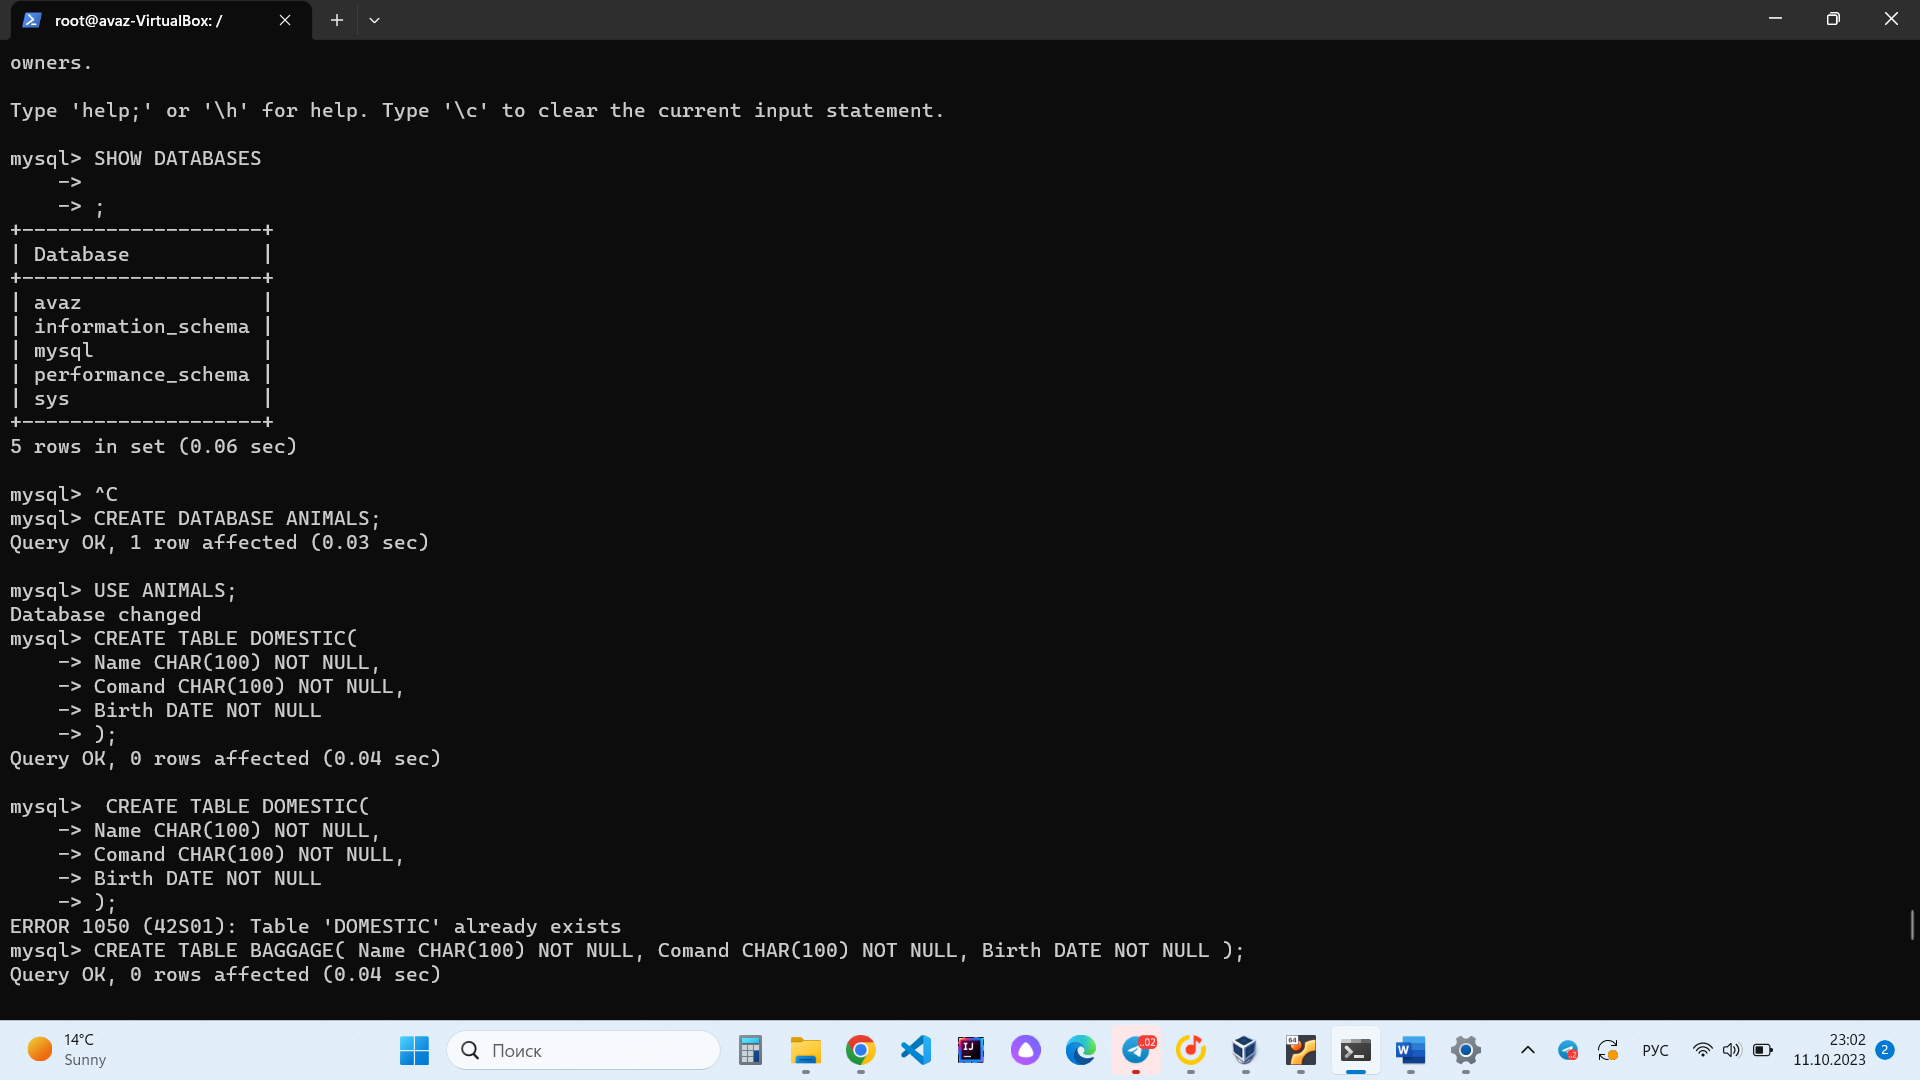 root@avaz-VirtualBox: /
owners.
Type 'help;' or '\h' for help. Type '\c' to clear the current input statement.
mysql> SHOW DATABASES
    ->
    -> ;
+--------------------+
| Database           |
+--------------------+
| avaz               |
| information_schema |
| mysql              |
| performance_schema |
| sys                |
+--------------------+
5 rows in set (0.06 sec)
mysql> ^C
mysql> CREATE DATABASE ANIMALS;
Query OK, 1 row affected (0.03 sec)
mysql> USE ANIMALS;
Database changed
mysql> CREATE TABLE DOMESTIC(
    -> Name CHAR(100) NOT NULL,
    -> Comand CHAR(100) NOT NULL,
    -> Birth DATE NOT NULL
    -> );
Query OK, 0 rows affected (0.04 sec)
mysql>  CREATE TABLE DOMESTIC(
    -> Name CHAR(100) NOT NULL,
    -> Comand CHAR(100) NOT NULL,
    -> Birth DATE NOT NULL
    -> );
ERROR 1050 (42S01): Table 'DOMESTIC' already exists
mysql> CREATE TABLE BAGGAGE( Name CHAR(100) NOT NULL, Comand CHAR(100) NOT NULL, Birth DATE NOT NULL );
Query OK, 0 rows affected (0.04 sec)
14°C
Sunny
Поиск
IJ
..02
64
W
..2
РУС
23:02
11.10.2023
2